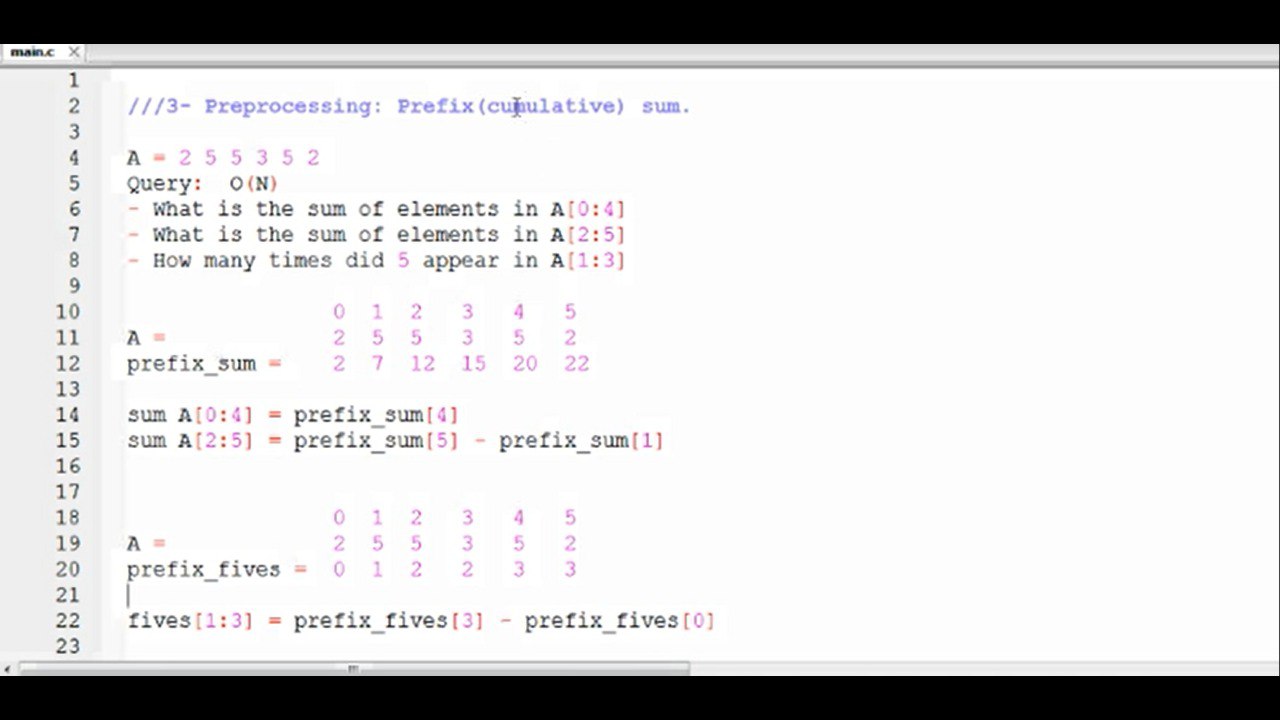 main.c
1
2 ///3- Preprocessing: Prefix(cumulative) sum.
3
4 A = 2 5 5 3 5 2
5 Query: O(N)
6 - What is the sum of elements in A[0:4]
7 - What is the sum of elements in A[2:5]
8 - How many times did 5 appear in A[1:3]
9
10 0 1 2 3 4 5
11 A = 2 5 5 3 5 2
12 prefix_sum = 2 7 12 15 20 22
13
14 sum A[0:4] = prefix_sum[4]
15 sum A[2:5] = prefix_sum[5] - prefix_sum[1]
16
17
18 0 1 2 3 4 5
19 A = 2 5 5 3 5 2
20 prefix_fives = 0 1 2 2 3 3
21
22 fives[1:3] = prefix_fives[3] - prefix_fives[0]
23